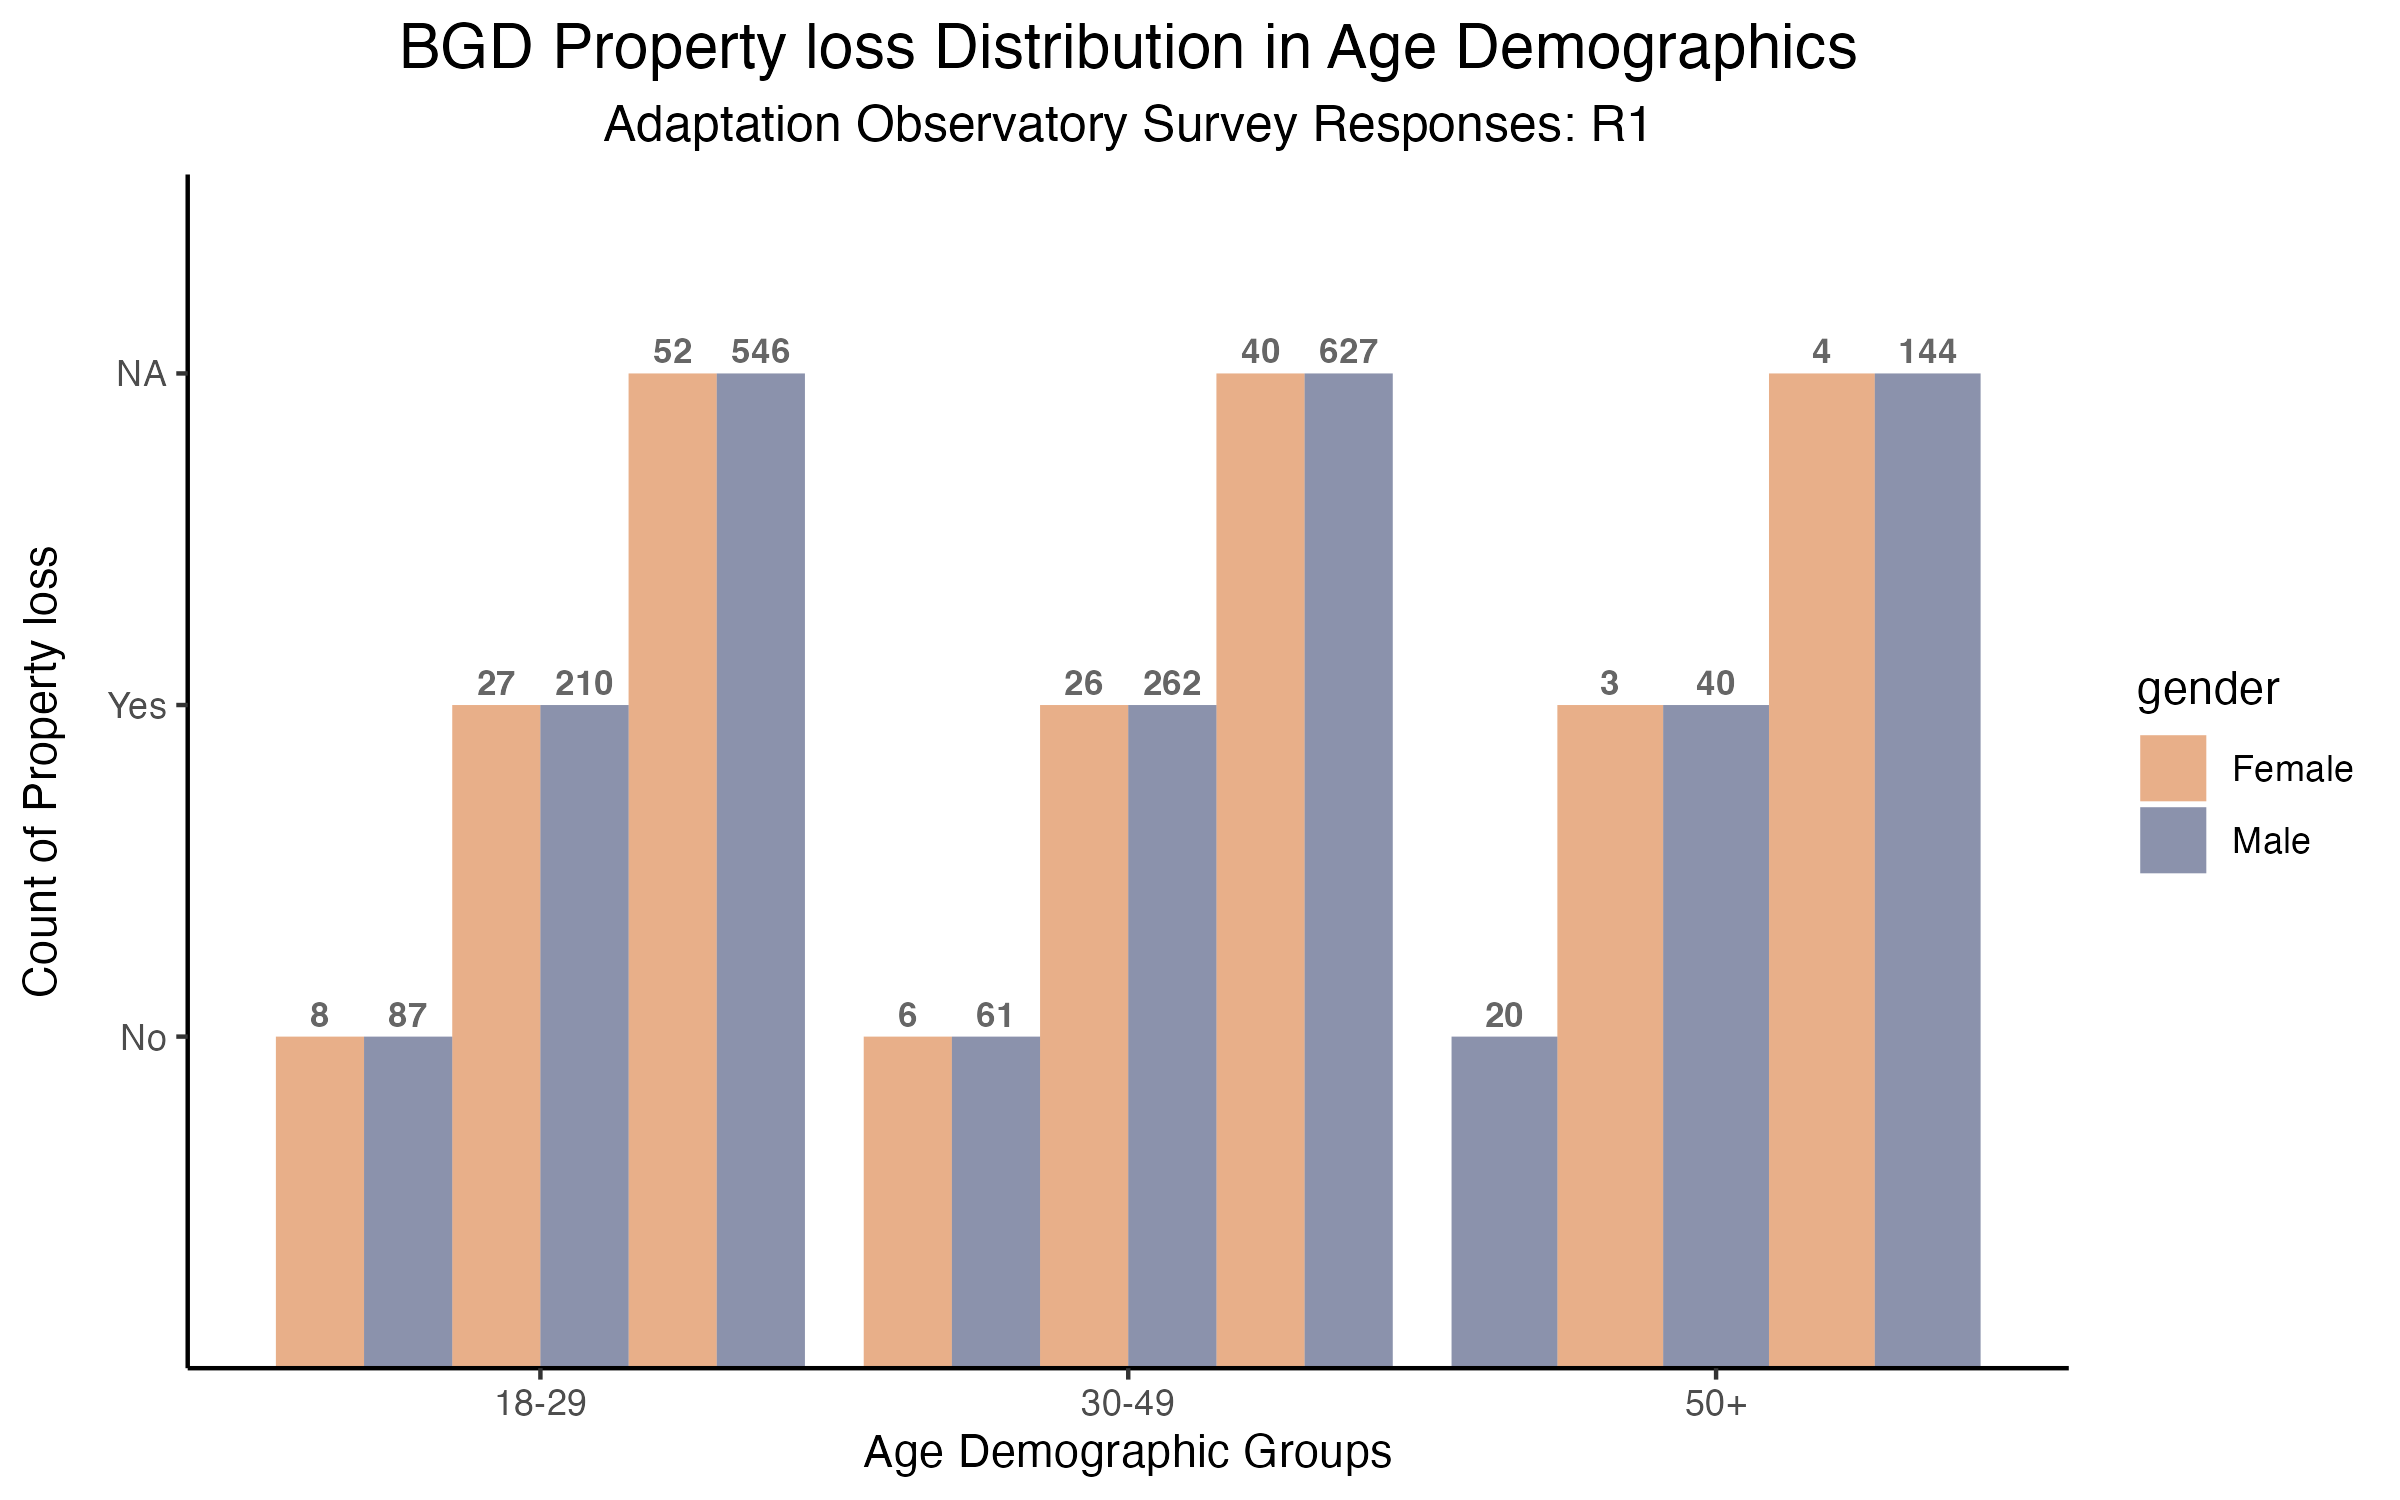 BGD Property loss Distribution in Age Demographics
Adaptation Observatory Survey Responses: R1
Count of Property loss
NA
Yes
No
52 546
40 627
4 144
27 210
26 262
3 40
8 87
6 61
20
18-29
30-49
50+
Age Demographic Groups
gender
Female
Male